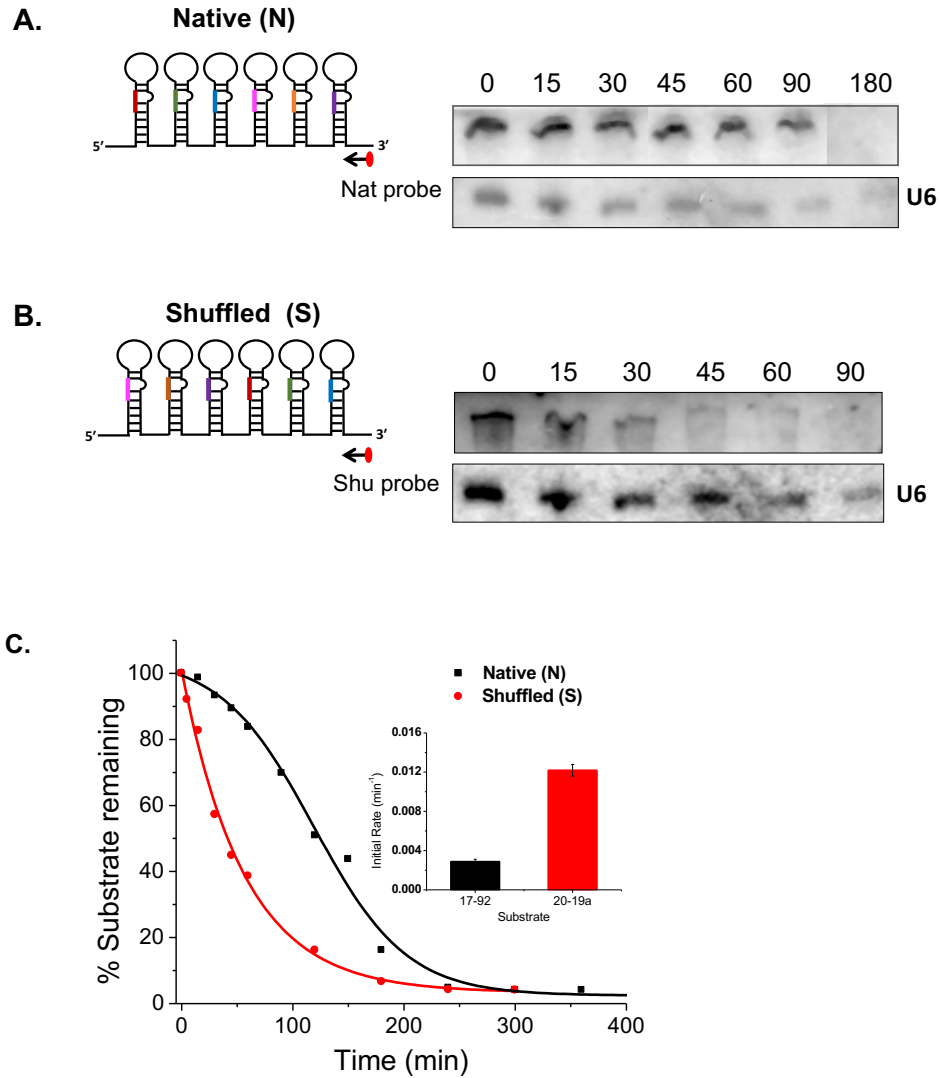 A.
Native (N)
5′ 3′
Nat probe
0 15 30 45 60 90 180
U6
B.
Shuffled (S)
5′ 3′
Shu probe
0 15 30 45 60 90
U6
C.
% Substrate remaining
100
80
60
40
20
0
0 100 200 300 400
Time (min)
Native (N)
Shuffled (S)
Initial Rate (min-1)
0.016
0.012
0.008
0.004
0.000
17-92 20-19a
Substrate